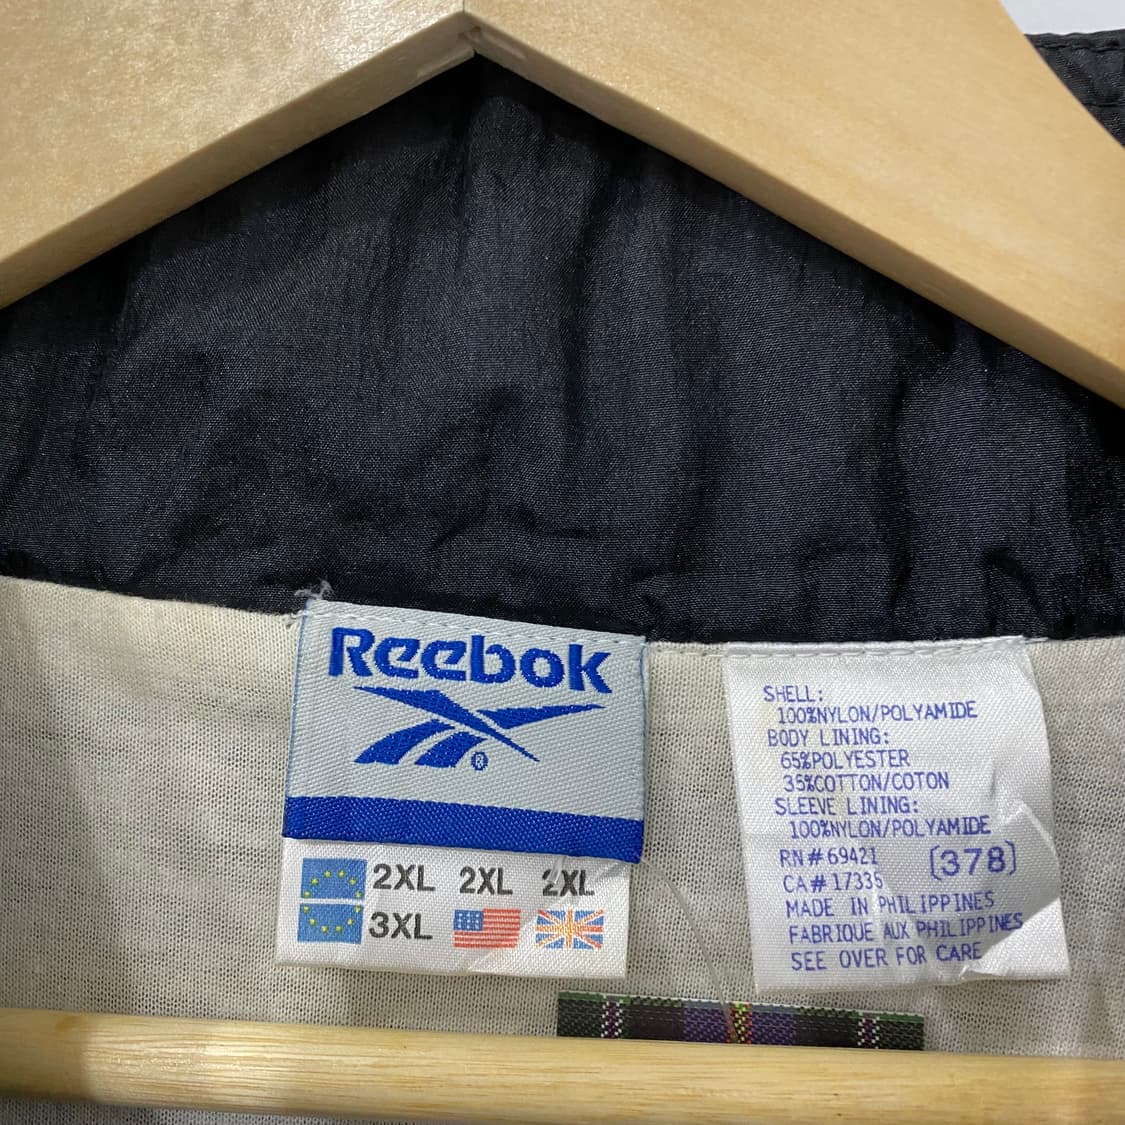 Reebok
®
2XL 2XL 2XL
3XL
SHELL:
100%NYLON/POLYAMIDE
BODY LINING:
65%POLYESTER
35%COTTON/COTON
SLEEVE LINING:
100%NYLON/POLYAMIDE
RN#69421 (378)
CA#17335
MADE IN PHILIPPINES
FABRIQUE AUX PHILIPPINES
SEE OVER FOR CARE